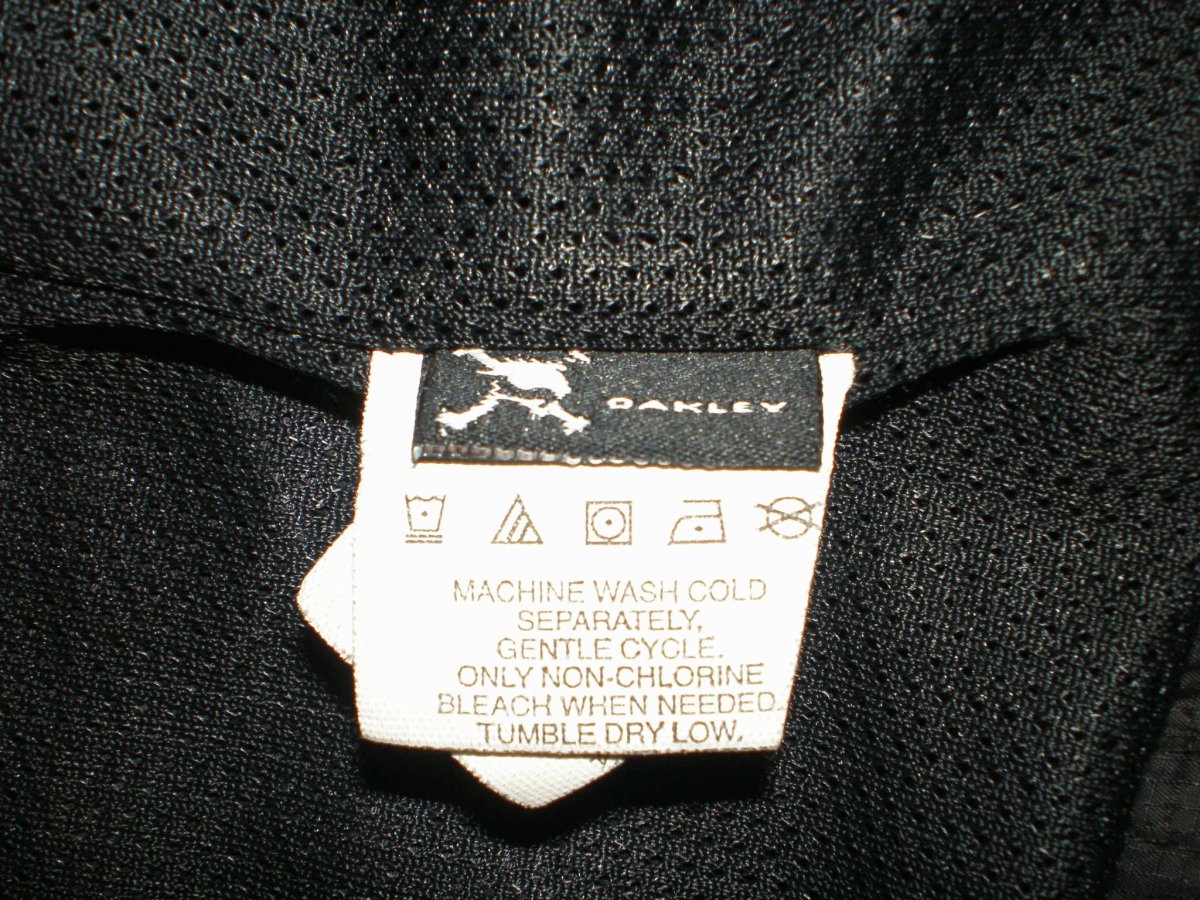 OAKLEY
MACHINE WASH COLD
SEPARATELY,
GENTLE CYCLE.
ONLY NON-CHLORINE
BLEACH WHEN NEEDED.
TUMBLE DRY LOW.